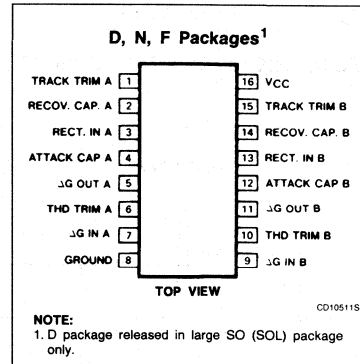 D, N, F Packages1
TRACK TRIM A 1
RECOV. CAP. A 2
RECT. IN A 3
ATTACK CAP A 4
ΔG OUT A 5
THD TRIM A 6
ΔG IN A 7
GROUND 8
16 VCC
15 TRACK TRIM B
14 RECOV. CAP. B
13 RECT. IN B
12 ATTACK CAP B
11 ΔG OUT B
10 THD TRIM B
9 ΔG IN B
TOP VIEW
CD10511S
NOTE:
1. D package released in large SO (SOL) package
only.